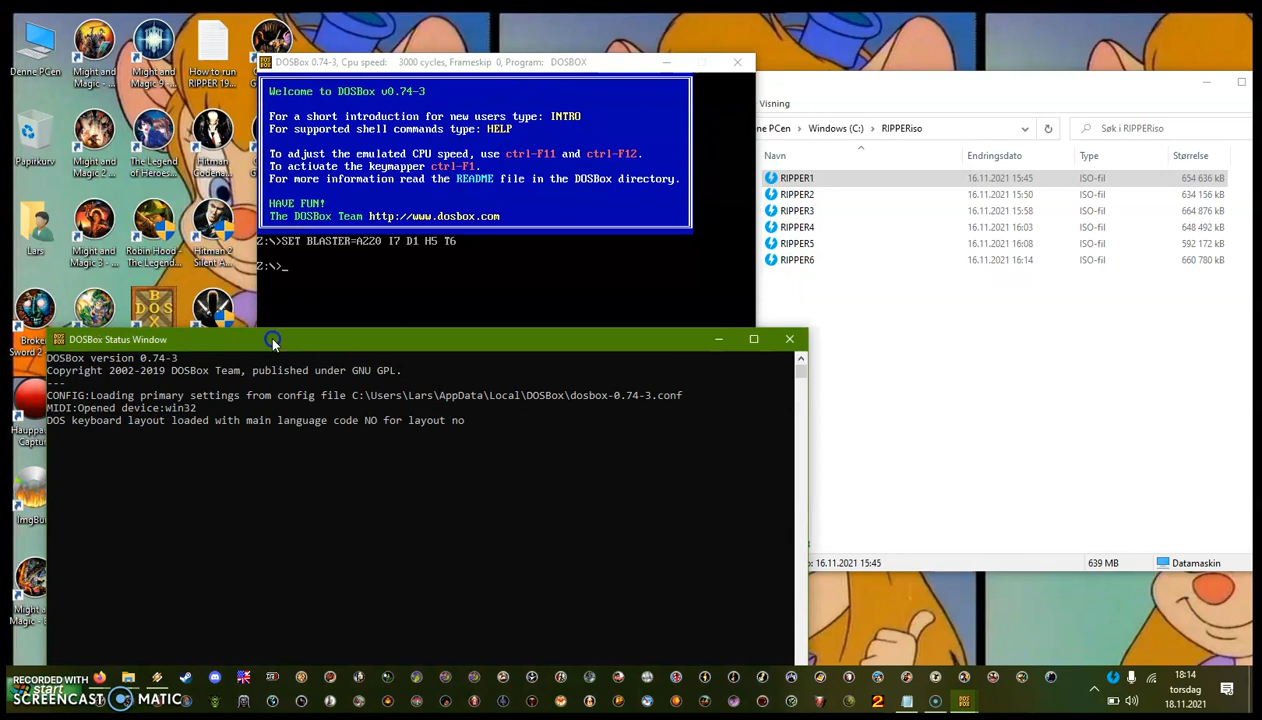 Denne PCen
Might and
Magic - ...
Might and
Magic 9 - ...
How to run
RIPPER 19...
Papirkurv
Might and
Magic 2 ...
The Legend
of Heroes...
Hitman
Codena...
Lars
Might and
Magic 3 - ...
Robin Hood -
The Legend...
Hitman 2
Silent A...
Broke
Sword 2
BOX
DOS
Hauppa
Captu
ImgBu
Might a
Magic -
DOSBox 0.74-3, Cpu speed: 3000 cycles, Frameskip 0, Program: DOSBOX
Welcome to DOSBox v0.74-3
For a short introduction for new users type: INTRO
For supported shell commands type: HELP
To adjust the emulated CPU speed, use ctrl-F11 and ctrl-F12.
To activate the keymapper ctrl-F1.
For more information read the README file in the DOSBox directory.
HAVE FUN!
The DOSBox Team http://www.dosbox.com
Z:\>SET BLASTER=A220 I7 D1 H5 T6
Z:\>_
DOSBox Status Window
DOSBox version 0.74-3
Copyright 2002-2019 DOSBox Team, published under GNU GPL.
---
CONFIG:Loading primary settings from config file C:\Users\Lars\AppData\Local\DOSBox\dosbox-0.74-3.conf
MIDI:Opened device:win32
DOS keyboard layout loaded with main language code NO for layout no
Visning
ne PCen > Windows (C:) > RIPPERiso
Søk i RIPPERiso
Navn Endringsdato Type Størrelse
RIPPER1 16.11.2021 15:45 ISO-fil 654 636 kB
RIPPER2 16.11.2021 15:50 ISO-fil 634 156 kB
RIPPER3 16.11.2021 15:58 ISO-fil 664 876 kB
RIPPER4 16.11.2021 16:03 ISO-fil 648 492 kB
RIPPER5 16.11.2021 16:08 ISO-fil 592 172 kB
RIPPER6 16.11.2021 16:14 ISO-fil 660 780 kB
: 16.11.2021 15:45 639 MB Datamaskin
RECORDED WITH
start
SCREENCAST MATIC
18:14
torsdag
18.11.2021